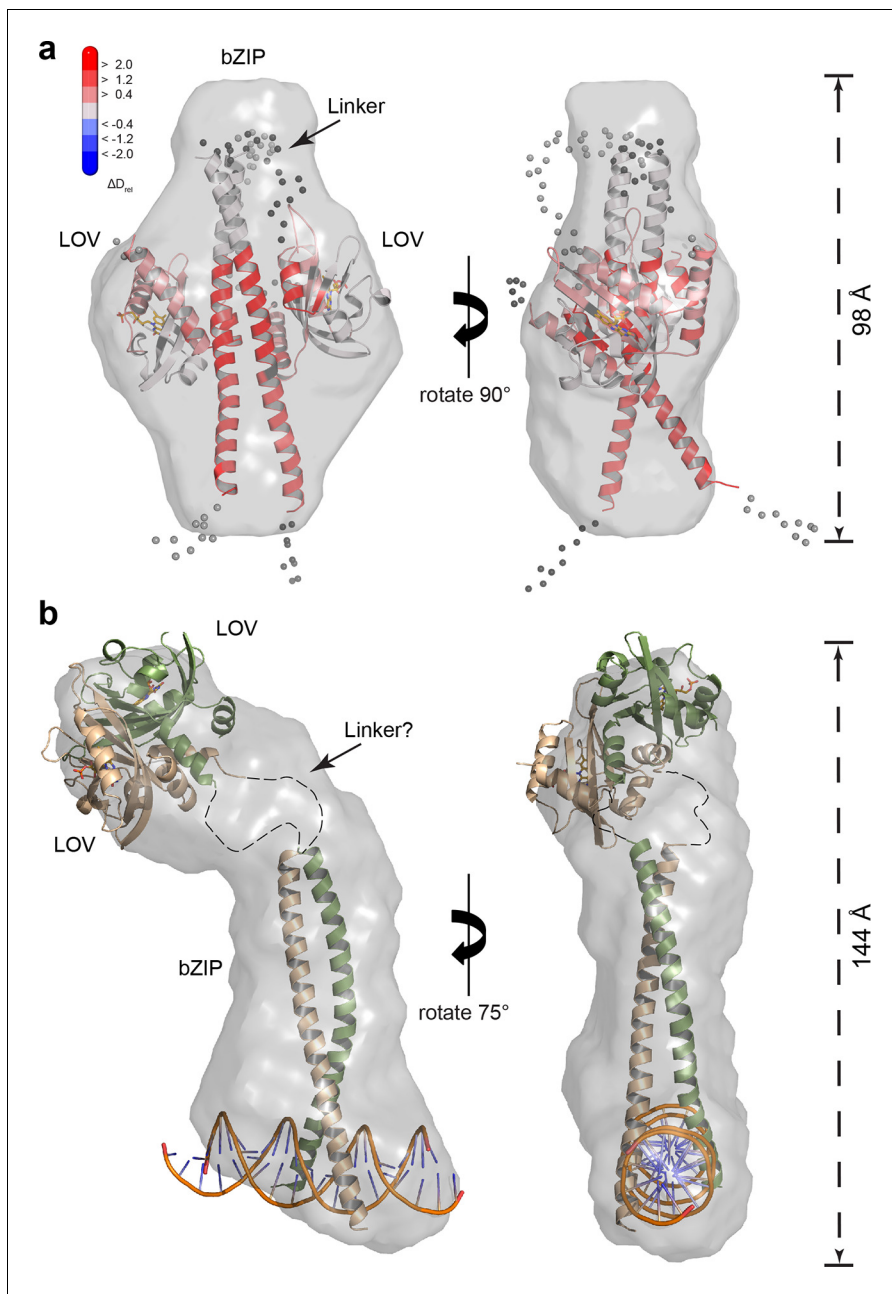 a
bZIP
> 2.0
> 1.2
> 0.4
< -0.4
< -1.2
< -2.0
ΔDrel
Linker
LOV
LOV
rotate 90°
98 Å
b
LOV
Linker?
LOV
bZIP
rotate 75°
144 Å